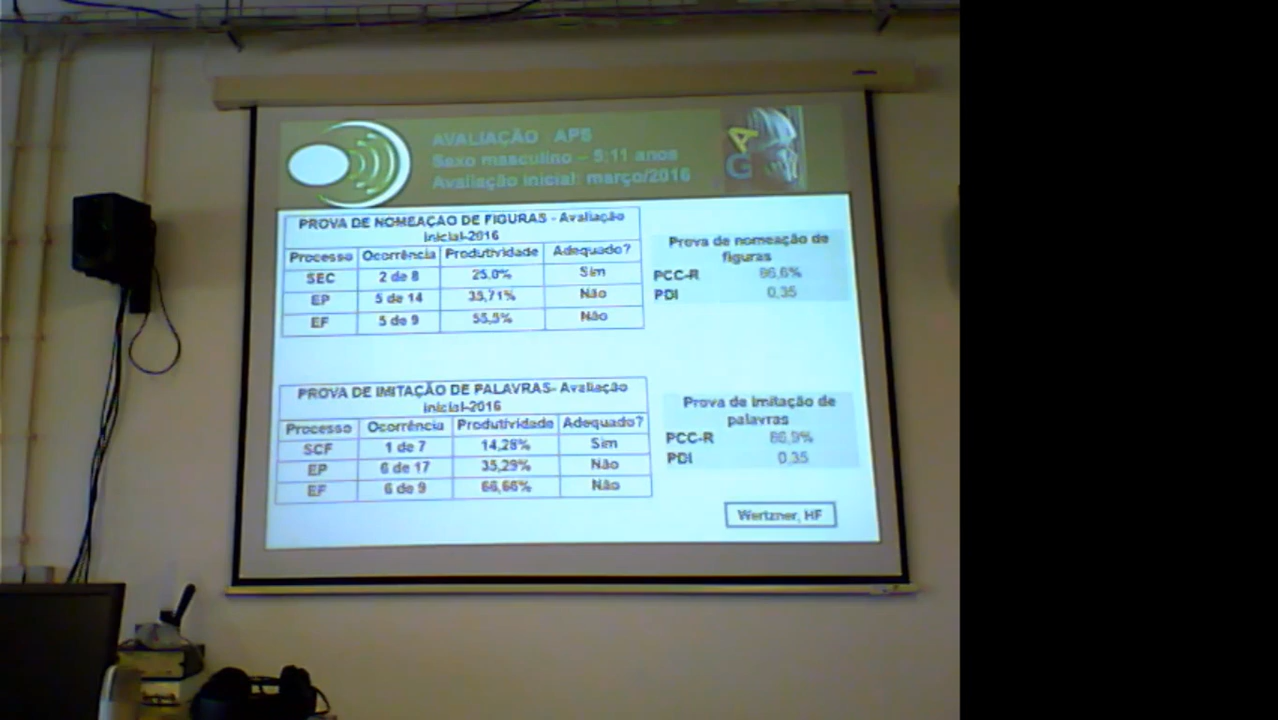 AVALIAÇÃO APS
Sexo masculino – 5;11 anos
Avaliação inicial: março/2016
A
G
PROVA DE NOMEAÇÃO DE FIGURAS - Avaliação
inicial-2016
Processo Ocorrência Produtividade Adequado?
SEC 2 de 8 25,0% Sim
EP 5 de 14 35,71% Não
EF 5 de 9 55,5% Não
Prova de nomeação de
figuras
PCC-R 86,6%
PDI 0,35
PROVA DE IMITAÇÃO DE PALAVRAS- Avaliação
inicial-2016
Processo Ocorrência Produtividade Adequado?
SCF 1 de 7 14,28% Sim
EP 6 de 17 35,29% Não
EF 6 de 9 66,66% Não
Prova de imitação de
palavras
PCC-R
PDI 0,35
Wertzner, HF